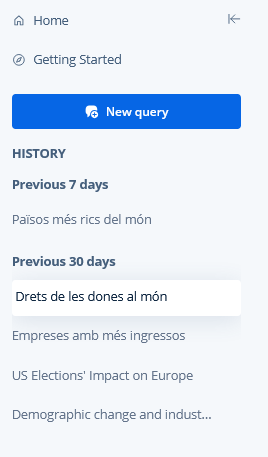 Home
Getting Started
New query
HISTORY
Previous 7 days
Països més rics del món
Previous 30 days
Drets de les dones al món
Empreses amb més ingressos
US Elections' Impact on Europe
Demographic change and indust...